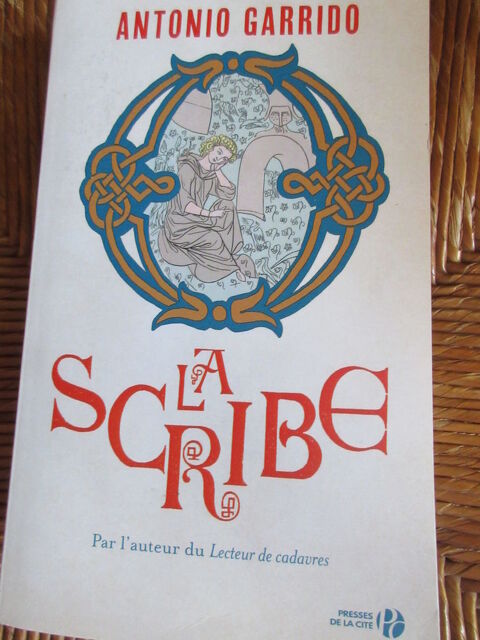 ANTONIO GARRIDO
LA
SCRIBE
Par l'auteur du Lecteur de cadavres
PRESSES
DE LA CITÉ